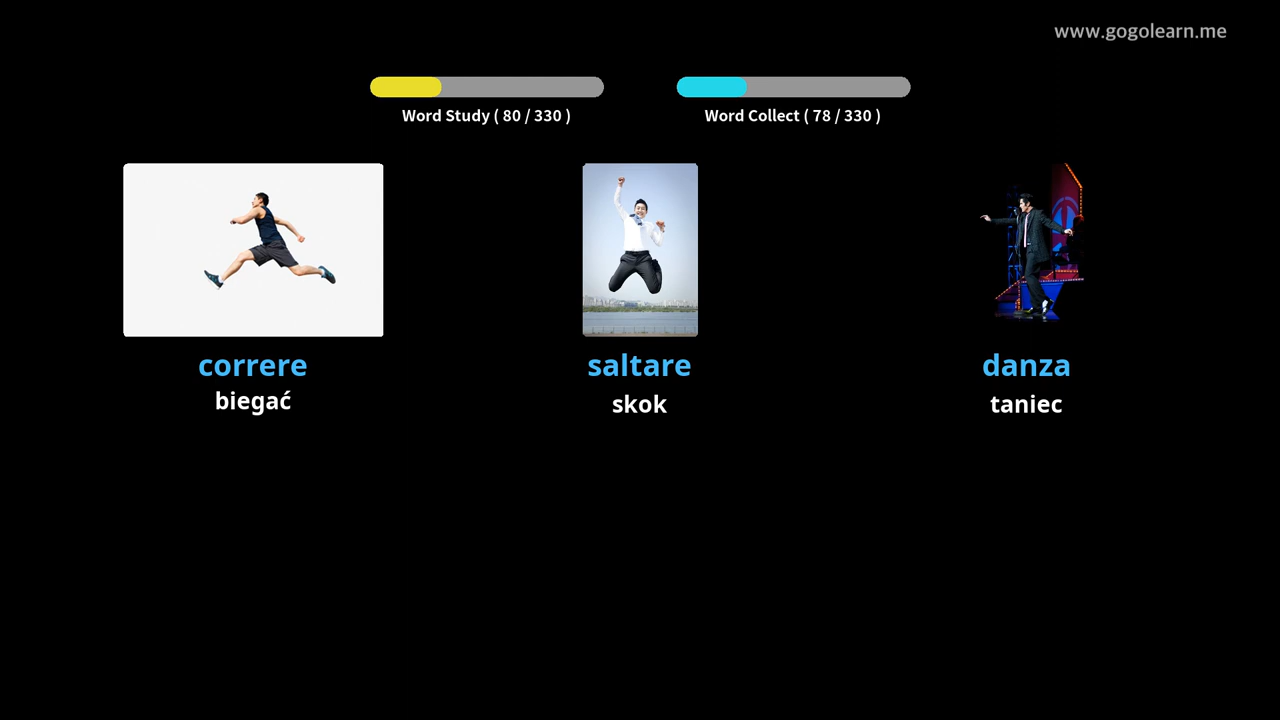 www.gogolearn.me
Word Study ( 80 / 330 )
Word Collect ( 78 / 330 )
correre
saltare
danza
biegać
skok
taniec